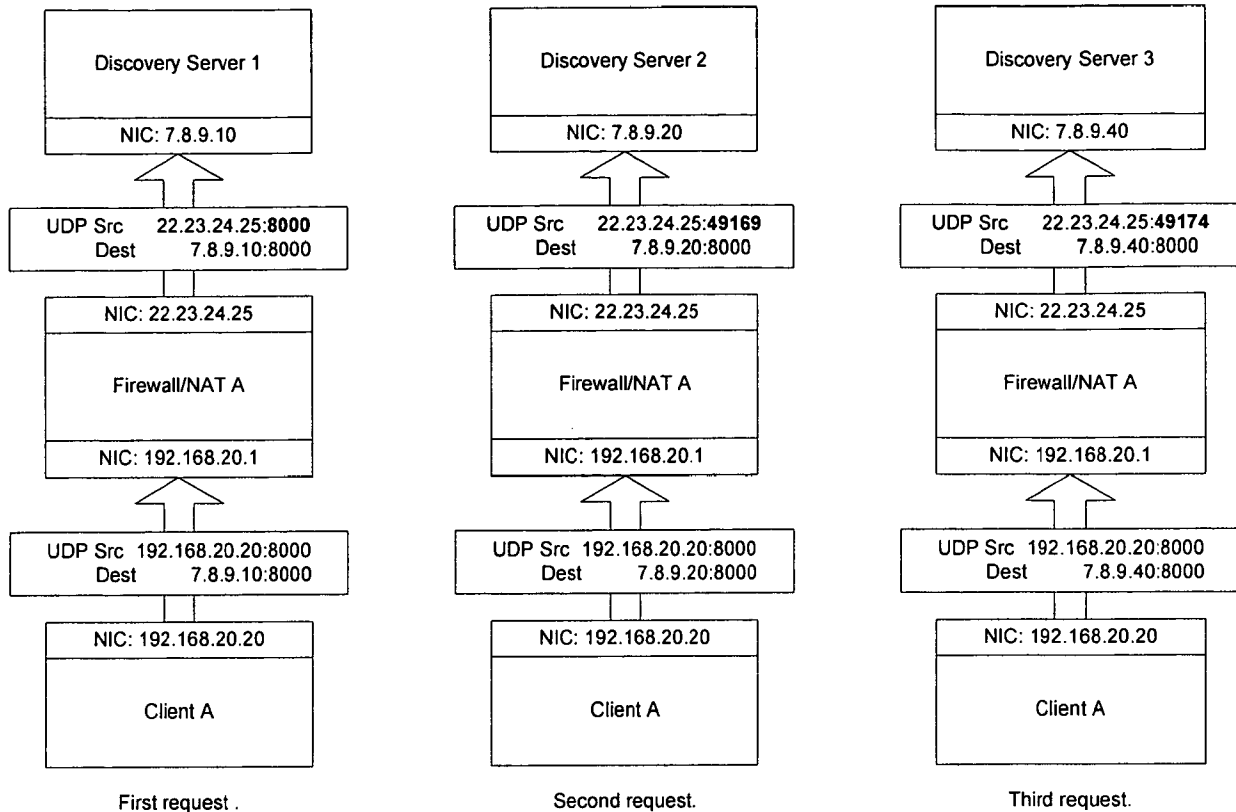 Discovery Server 1
NIC: 7.8.9.10
UDP Src 22.23.24.25:8000
Dest 7.8.9.10:8000
NIC: 22.23.24.25
Firewall/NAT A
NIC: 192.168.20.1
UDP Src 192.168.20.20:8000
Dest 7.8.9.10:8000
NIC: 192.168.20.20
Client A
First request .
Discovery Server 2
NIC: 7.8.9.20
UDP Src 22.23.24.25:49169
Dest 7.8.9.20:8000
NIC: 22.23.24.25
Firewall/NAT A
NIC: 192.168.20.1
UDP Src 192.168.20.20:8000
Dest 7.8.9.20:8000
NIC: 192.168.20.20
Client A
Second request.
Discovery Server 3
NIC: 7.8.9.40
UDP Src 22.23.24.25:49174
Dest 7.8.9.40:8000
NIC: 22.23.24.25
Firewall/NAT A
NIC: 192.168.20.1
UDP Src 192.168.20.20:8000
Dest 7.8.9.40:8000
NIC: 192.168.20.20
Client A
Third request.